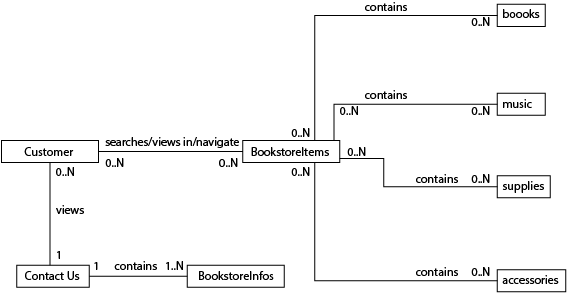 contains
0..N
boooks
contains
0..N
0..N
music
0..N
Customer
searches/views in/navigate
0..N
0..N
BookstoreItems
0..N
0..N
0..N
contains
0..N
supplies
views
1
Contact Us
1
contains
1..N
BookstoreInfos
contains
0..N
accessories